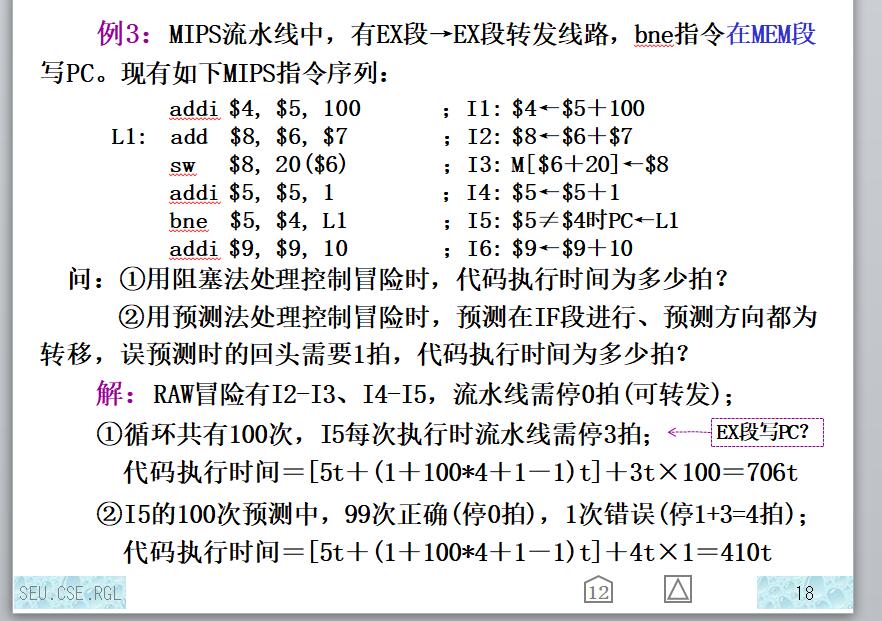 例3：MIPS流水线中，有EX段→EX段转发线路，bne指令在MEM段
写PC。现有如下MIPS指令序列：
addi $4, $5, 100 ；I1: $4←$5＋100
L1: add $8, $6, $7 ；I2: $8←$6＋$7
sw $8, 20($6) ；I3: M[$6＋20]←$8
addi $5, $5, 1 ；I4: $5←$5＋1
bne $5, $4, L1 ；I5: $5≠$4时PC←L1
addi $9, $9, 10 ；I6: $9←$9＋10
问：①用阻塞法处理控制冒险时，代码执行时间为多少拍？
②用预测法处理控制冒险时，预测在IF段进行、预测方向都为
转移，误预测时的回头需要1拍，代码执行时间为多少拍？
解：RAW冒险有I2-I3、I4-I5，流水线需停0拍(可转发)；
①循环共有100次，I5每次执行时流水线需停3拍； EX段写PC？
代码执行时间＝[5t＋(1＋100*4＋1－1)t]＋3t×100＝706t
②I5的100次预测中，99次正确(停0拍)，1次错误(停1+3=4拍)；
代码执行时间＝[5t＋(1＋100*4＋1－1)t]＋4t×1＝410t
SEU.CSE.RGL 12 18